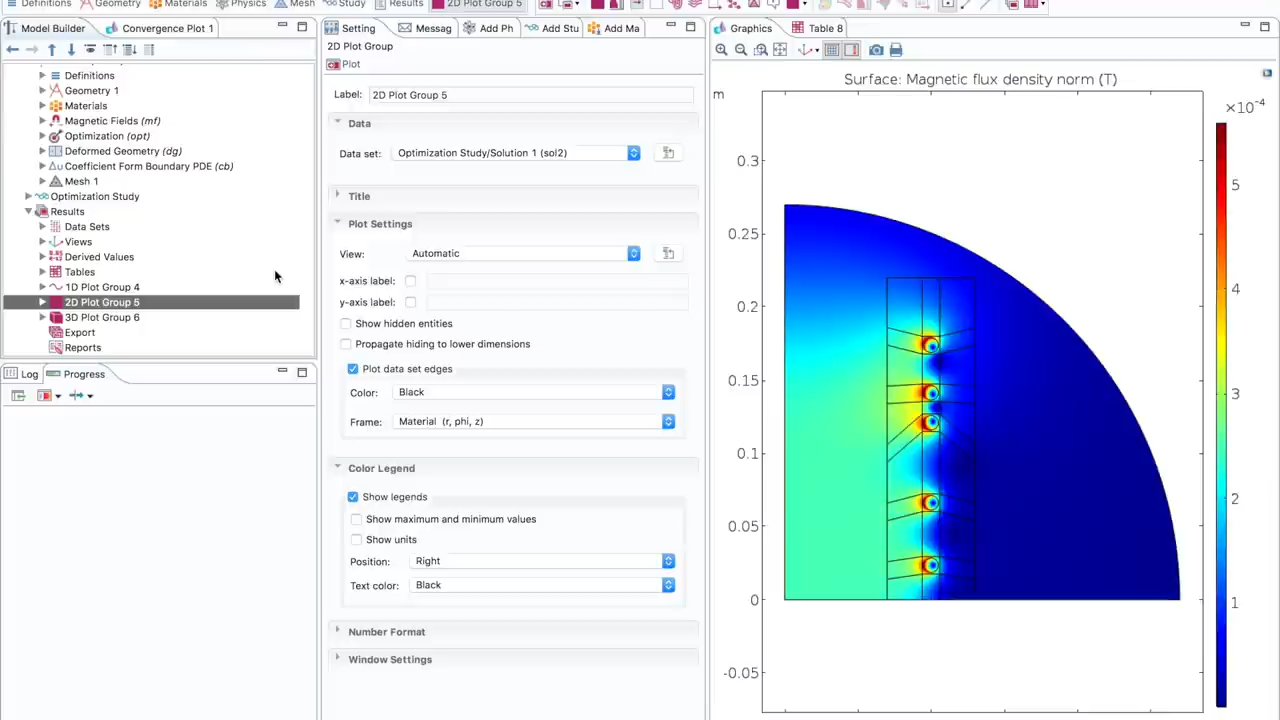 Definitions Geometry Materials Physics Mesh Study Results 2D Plot Group 5
Model Builder Convergence Plot 1
Definitions
Geometry 1
Materials
Magnetic Fields (mf)
Optimization (opt)
Deformed Geometry (dg)
Δu Coefficient Form Boundary PDE (cb)
Mesh 1
Optimization Study
Results
Data Sets
Views
Derived Values
Tables
1D Plot Group 4
2D Plot Group 5
3D Plot Group 6
Export
Reports
Log Progress
Setting Messag Add Ph Add Stu Add Ma
2D Plot Group
Plot
Label: 2D Plot Group 5
Data
Data set: Optimization Study/Solution 1 (sol2)
Title
Plot Settings
View: Automatic
x-axis label:
y-axis label:
Show hidden entities
Propagate hiding to lower dimensions
Plot data set edges
Color: Black
Frame: Material (r, phi, z)
Color Legend
Show legends
Show maximum and minimum values
Show units
Position: Right
Text color: Black
Number Format
Window Settings
Graphics Table 8
Surface: Magnetic flux density norm (T)
m
×10⁻⁴
0.3
0.25
0.2
0.15
0.1
0.05
0
-0.05
5
4
3
2
1